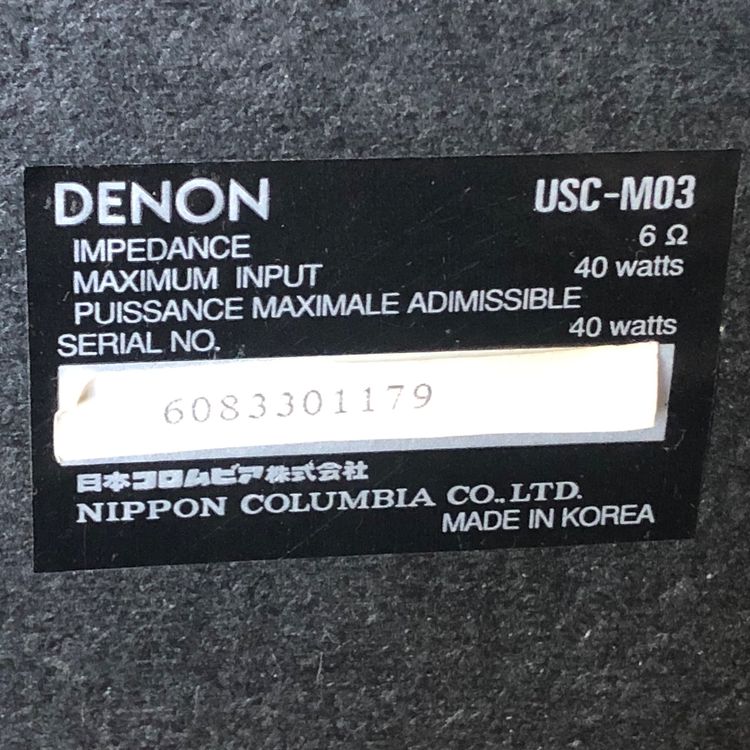 DENON USC-M03
IMPEDANCE 6 Ω
MAXIMUM INPUT 40 watts
PUISSANCE MAXIMALE ADIMISSIBLE
40 watts
SERIAL NO.
6083301179
日本コロムビア株式会社
NIPPON COLUMBIA CO.,LTD.
MADE IN KOREA